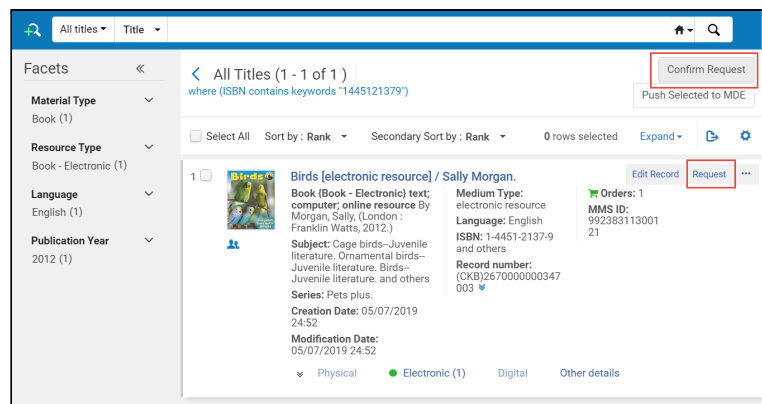 All titles Title
Facets
Material Type
Book (1)
Resource Type
Book - Electronic (1)
Language
English (1)
Publication Year
2012 (1)
All Titles (1 - 1 of 1 )
where (ISBN contains keywords "1445121379")
Confirm Request
Push Selected to MDE
Select All Sort by : Rank Secondary Sort by : Rank 0 rows selected Expand
1
Birds
Birds [electronic resource] / Sally Morgan.
Edit Record Request
Book {Book - Electronic} text;
computer; online resource By
Morgan, Sally, (London :
Franklin Watts, 2012.)
Subject: Cage birds--Juvenile
literature. Ornamental birds--
Juvenile literature. Birds--
Juvenile literature. and others
Series: Pets plus.
Creation Date: 05/07/2019
24:52
Modification Date:
05/07/2019 24:52
Medium Type:
electronic resource
Language: English
ISBN: 1-4451-2137-9
and others
Record number:
(CKB)2670000000347
003
Orders: 1
MMS ID:
992383113001
21
Physical Electronic (1) Digital Other details